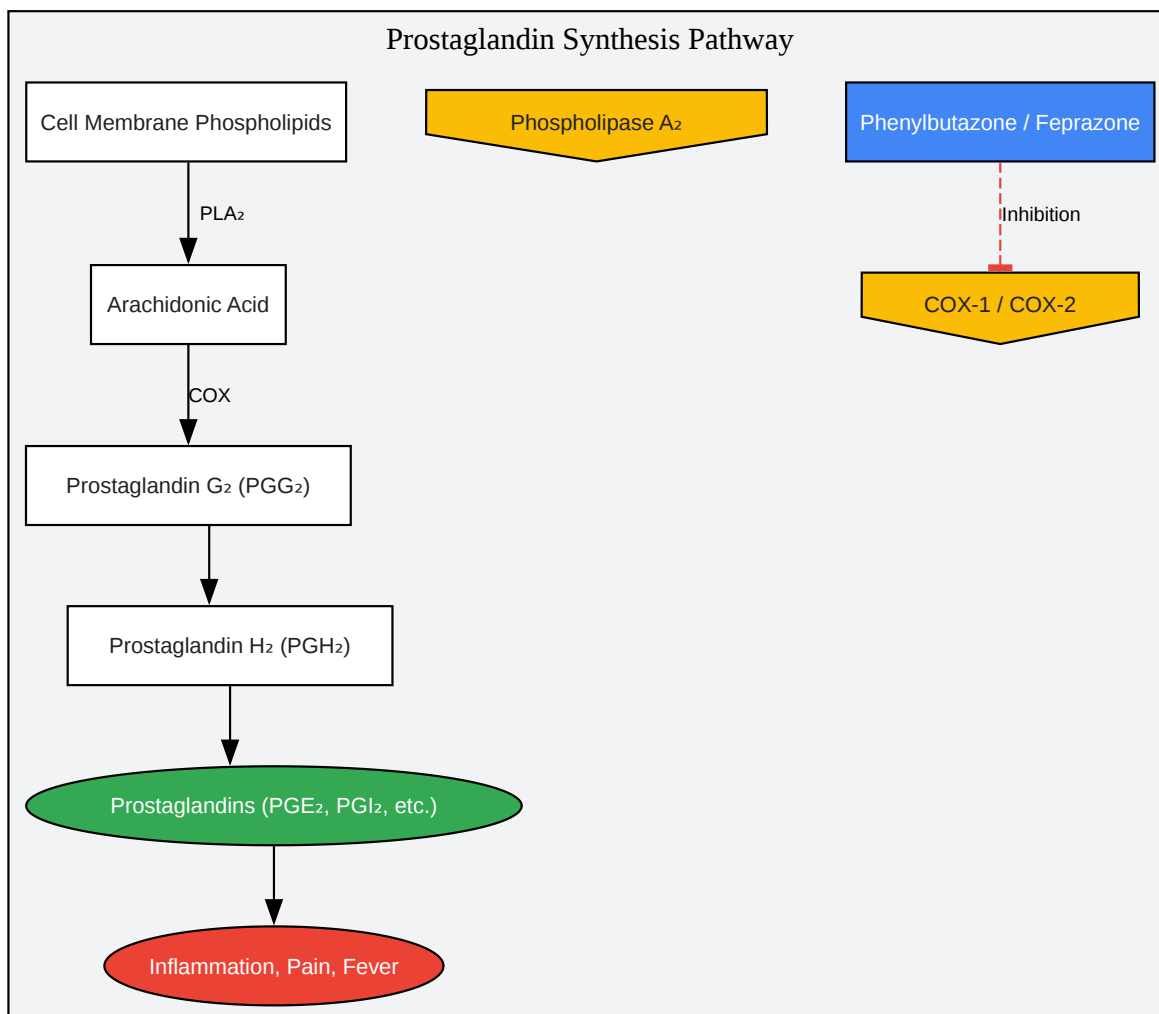 Prostaglandin Synthesis Pathway
Cell Membrane Phospholipids
Phospholipase A₂
Phenylbutazone / Feprazone
PLA₂
Inhibition
Arachidonic Acid
COX-1 / COX-2
COX
Prostaglandin G₂ (PGG₂)
Prostaglandin H₂ (PGH₂)
Prostaglandins (PGE₂, PGI₂, etc.)
Inflammation, Pain, Fever